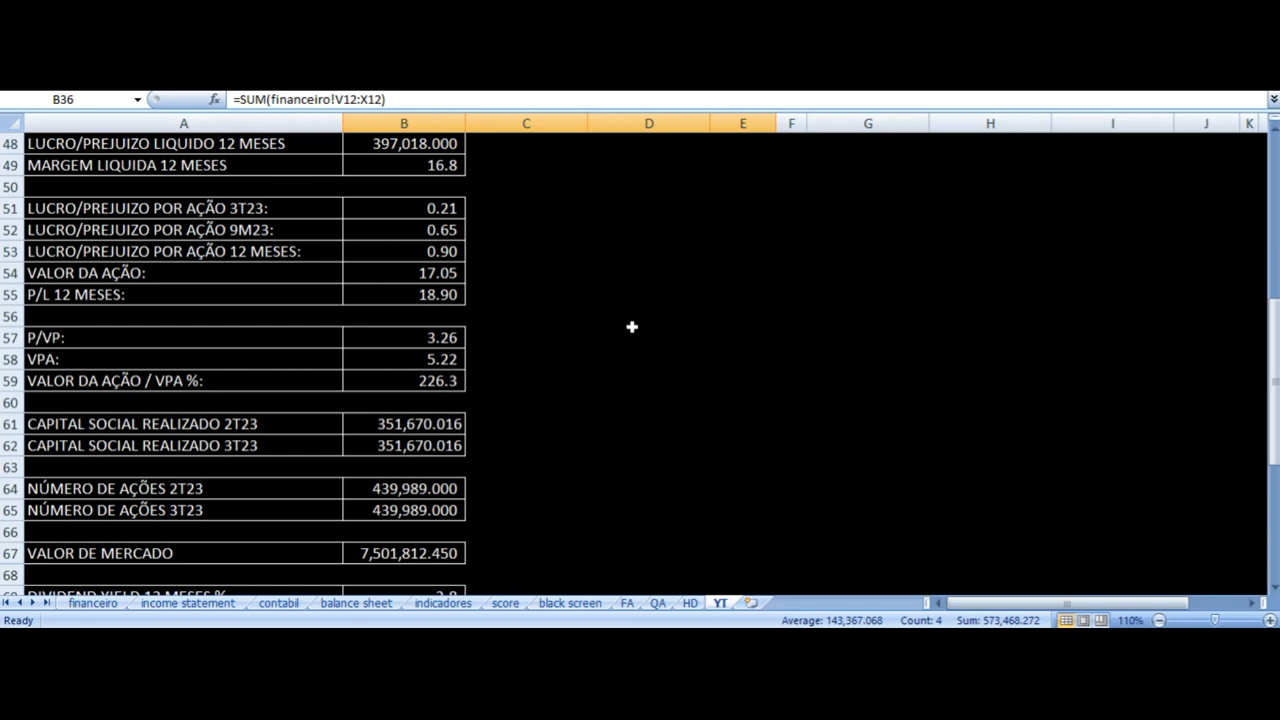 B36 fx =SUM(financeiro!V12:X12)
A B C D E F G H I J K
48 LUCRO/PREJUIZO LIQUIDO 12 MESES 397,018.000
49 MARGEM LIQUIDA 12 MESES 16.8
50
51 LUCRO/PREJUIZO POR AÇÃO 3T23: 0.21
52 LUCRO/PREJUIZO POR AÇÃO 9M23: 0.65
53 LUCRO/PREJUIZO POR AÇÃO 12 MESES: 0.90
54 VALOR DA AÇÃO: 17.05
55 P/L 12 MESES: 18.90
56
57 P/VP: 3.26
58 VPA: 5.22
59 VALOR DA AÇÃO / VPA %: 226.3
60
61 CAPITAL SOCIAL REALIZADO 2T23 351,670.016
62 CAPITAL SOCIAL REALIZADO 3T23 351,670.016
63
64 NÚMERO DE AÇÕES 2T23 439,989.000
65 NÚMERO DE AÇÕES 3T23 439,989.000
66
67 VALOR DE MERCADO 7,501,812.450
68
69 DIVIDEND YIELD 12 MESES %
financeiro income statement contabil balance sheet indicadores score black screen FA QA HD YT
Ready Average: 143,367.068 Count: 4 Sum: 573,468.272 110%